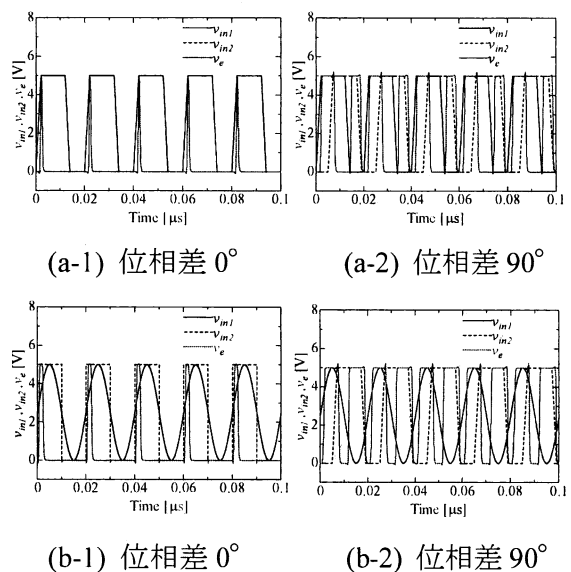 8
6
4
2
0
v_in1, v_in2, v_e [V]
v_in1
v_in2
v_e
0 0.02 0.04 0.06 0.08 0.1
Time [μs]
(a-1) 位相差 0°
8
6
4
2
0
v_in1, v_in2, v_e [V]
v_in1
v_in2
v_e
0 0.02 0.04 0.06 0.08 0.1
Time [μs]
(a-2) 位相差 90°
8
6
4
2
0
v_in1, v_in2, v_e [V]
v_in1
v_in2
v_e
0 0.02 0.04 0.06 0.08 0.1
Time [μs]
(b-1) 位相差 0°
8
6
4
2
0
v_in1, v_in2, v_e [V]
v_in1
v_in2
v_e
0 0.02 0.04 0.06 0.08 0.1
Time [μs]
(b-2) 位相差 90°